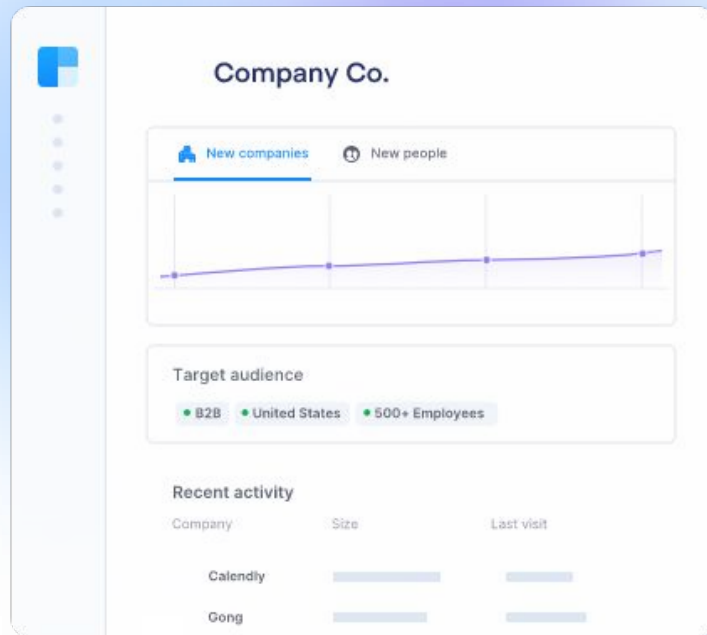 Company Co.
New companies New people
Target audience
B2B United States 500+ Employees
Recent activity
Company Size Last visit
Calendly
Gong